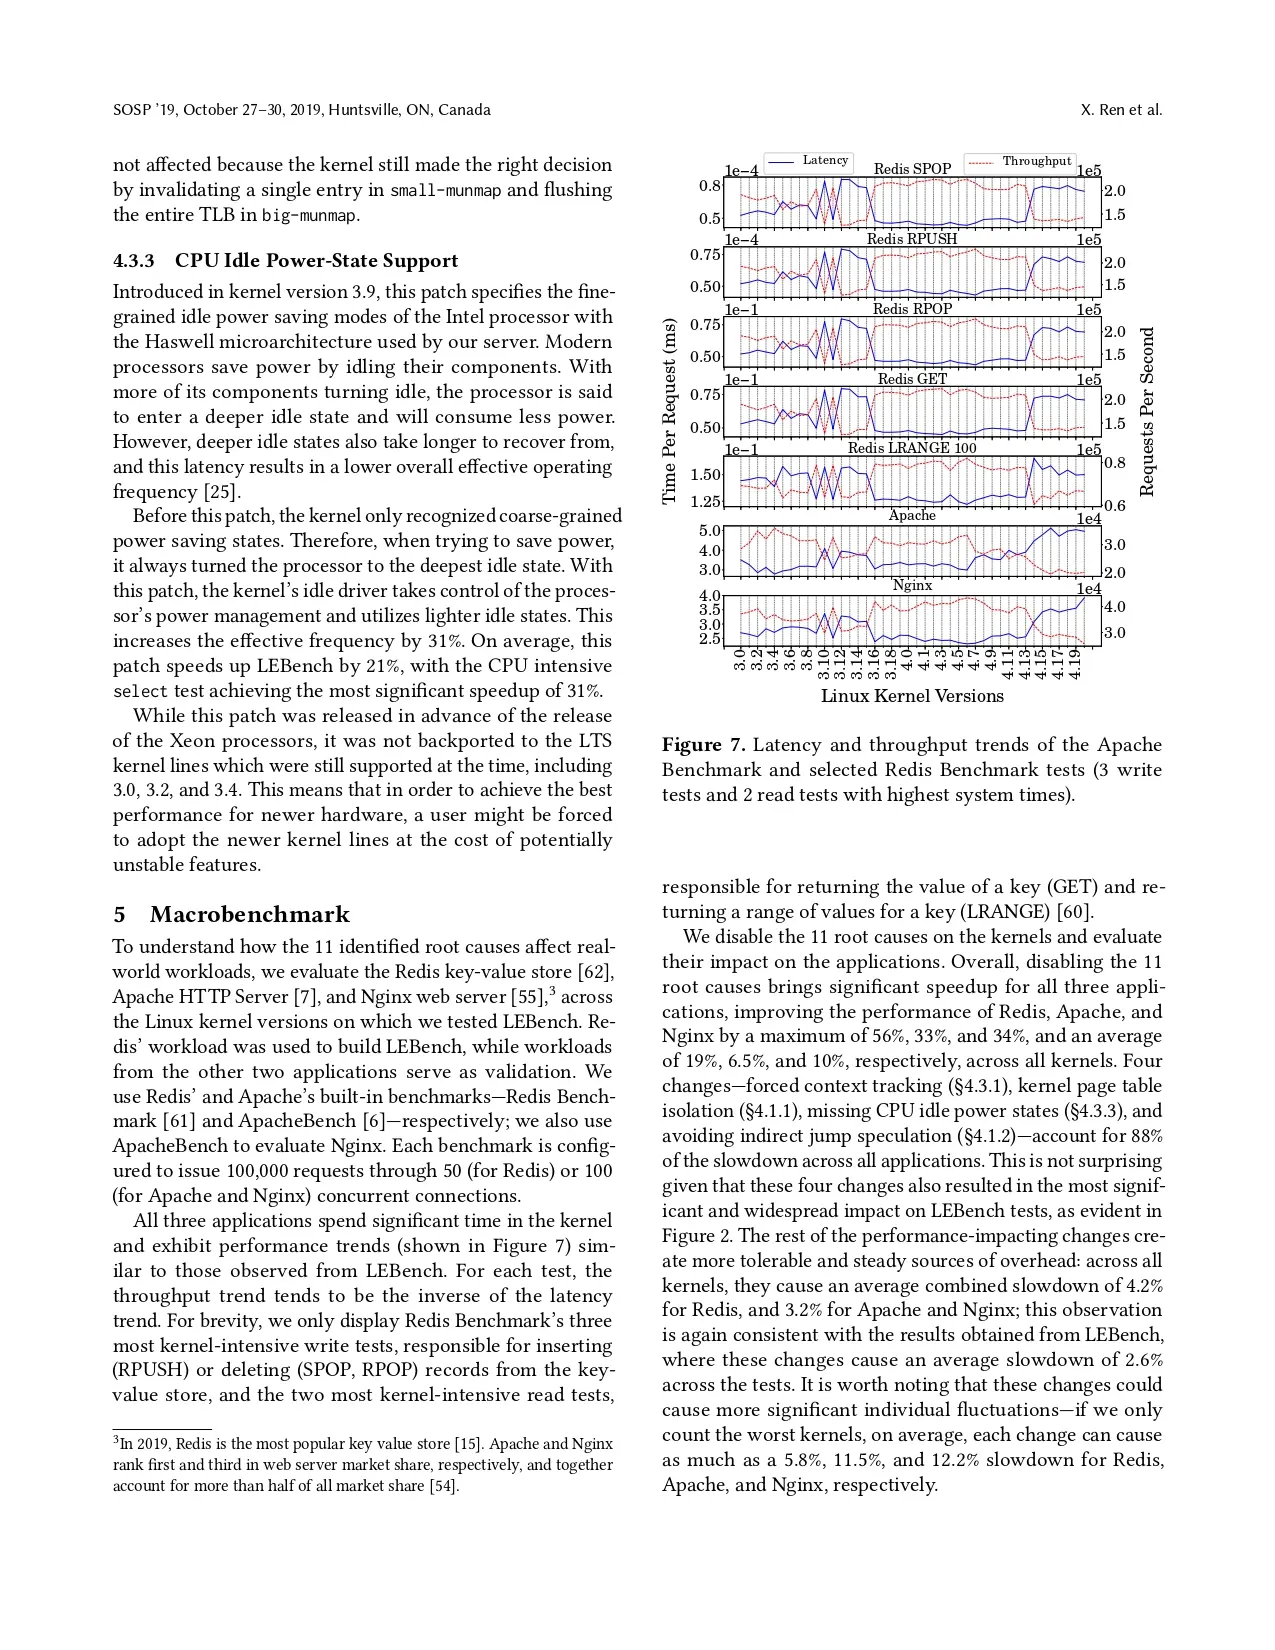 SOSP ’19, October 27–30, 2019, Huntsville, ON, Canada
X. Ren et al.
not affected because the kernel still made the right decision
by invalidating a single entry in small-munmap and flushing
the entire TLB in big-munmap.
4.3.3 CPU Idle Power-State Support
Introduced in kernel version 3.9, this patch specifies the fine-
grained idle power saving modes of the Intel processor with
the Haswell microarchitecture used by our server. Modern
processors save power by idling their components. With
more of its components turning idle, the processor is said
to enter a deeper idle state and will consume less power.
However, deeper idle states also take longer to recover from,
and this latency results in a lower overall effective operating
frequency [25].
Before this patch, the kernel only recognized coarse-grained
power saving states. Therefore, when trying to save power,
it always turned the processor to the deepest idle state. With
this patch, the kernel’s idle driver takes control of the proces-
sor’s power management and utilizes lighter idle states. This
increases the effective frequency by 31%. On average, this
patch speeds up LEBench by 21%, with the CPU intensive
select test achieving the most significant speedup of 31%.
While this patch was released in advance of the release
of the Xeon processors, it was not backported to the LTS
kernel lines which were still supported at the time, including
3.0, 3.2, and 3.4. This means that in order to achieve the best
performance for newer hardware, a user might be forced
to adopt the newer kernel lines at the cost of potentially
unstable features.
5 Macrobenchmark
To understand how the 11 identified root causes affect real-
world workloads, we evaluate the Redis key-value store [62],
Apache HTTP Server [7], and Nginx web server [55],3 across
the Linux kernel versions on which we tested LEBench. Re-
dis’ workload was used to build LEBench, while workloads
from the other two applications serve as validation. We
use Redis’ and Apache’s built-in benchmarks—Redis Bench-
mark [61] and ApacheBench [6]—respectively; we also use
ApacheBench to evaluate Nginx. Each benchmark is config-
ured to issue 100,000 requests through 50 (for Redis) or 100
(for Apache and Nginx) concurrent connections.
All three applications spend significant time in the kernel
and exhibit performance trends (shown in Figure 7) sim-
ilar to those observed from LEBench. For each test, the
throughput trend tends to be the inverse of the latency
trend. For brevity, we only display Redis Benchmark’s three
most kernel-intensive write tests, responsible for inserting
(RPUSH) or deleting (SPOP, RPOP) records from the key-
value store, and the two most kernel-intensive read tests,
3In 2019, Redis is the most popular key value store [15]. Apache and Nginx
rank first and third in web server market share, respectively, and together
account for more than half of all market share [54].
Latency
Throughput
1e−4 Redis SPOP 1e5
0.8 2.0
0.5 1.5
1e−4 Redis RPUSH 1e5
0.75 2.0
0.50 1.5
1e−1 Redis RPOP 1e5
0.75 2.0
0.50 1.5
1e−1 Redis GET 1e5
0.75 2.0
0.50 1.5
1e−1 Redis LRANGE 100 1e5
1.50 0.8
1.25 0.6
Apache 1e4
5.0
4.0 3.0
3.0 2.0
Nginx 1e4
4.0
3.5 4.0
3.0
2.5 3.0
Time Per Request (ms)
Requests Per Second
3.0 3.2 3.4 3.6 3.8 3.10 3.12 3.14 3.16 3.18 4.0 4.1 4.3 4.5 4.7 4.9 4.11 4.13 4.15 4.17 4.19
Linux Kernel Versions
Figure 7. Latency and throughput trends of the Apache
Benchmark and selected Redis Benchmark tests (3 write
tests and 2 read tests with highest system times).
responsible for returning the value of a key (GET) and re-
turning a range of values for a key (LRANGE) [60].
We disable the 11 root causes on the kernels and evaluate
their impact on the applications. Overall, disabling the 11
root causes brings significant speedup for all three appli-
cations, improving the performance of Redis, Apache, and
Nginx by a maximum of 56%, 33%, and 34%, and an average
of 19%, 6.5%, and 10%, respectively, across all kernels. Four
changes—forced context tracking (§4.3.1), kernel page table
isolation (§4.1.1), missing CPU idle power states (§4.3.3), and
avoiding indirect jump speculation (§4.1.2)—account for 88%
of the slowdown across all applications. This is not surprising
given that these four changes also resulted in the most signif-
icant and widespread impact on LEBench tests, as evident in
Figure 2. The rest of the performance-impacting changes cre-
ate more tolerable and steady sources of overhead: across all
kernels, they cause an average combined slowdown of 4.2%
for Redis, and 3.2% for Apache and Nginx; this observation
is again consistent with the results obtained from LEBench,
where these changes cause an average slowdown of 2.6%
across the tests. It is worth noting that these changes could
cause more significant individual fluctuations—if we only
count the worst kernels, on average, each change can cause
as much as a 5.8%, 11.5%, and 12.2% slowdown for Redis,
Apache, and Nginx, respectively.